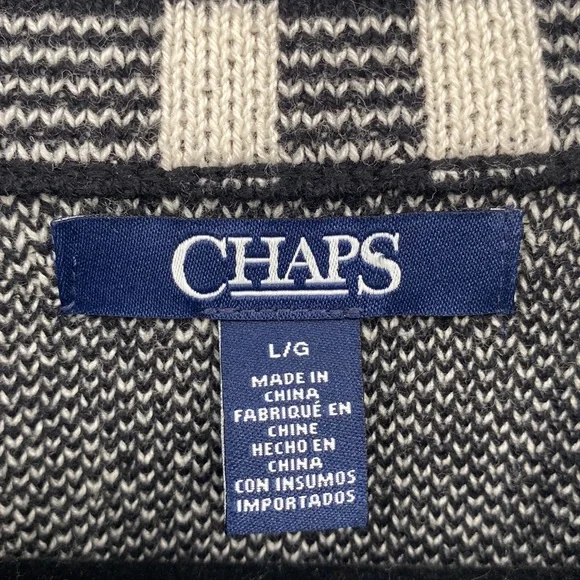 CHAPS
L/G
MADE IN
CHINA
FABRIQUÉ EN
CHINE
HECHO EN
CHINA
CON INSUMOS
IMPORTADOS